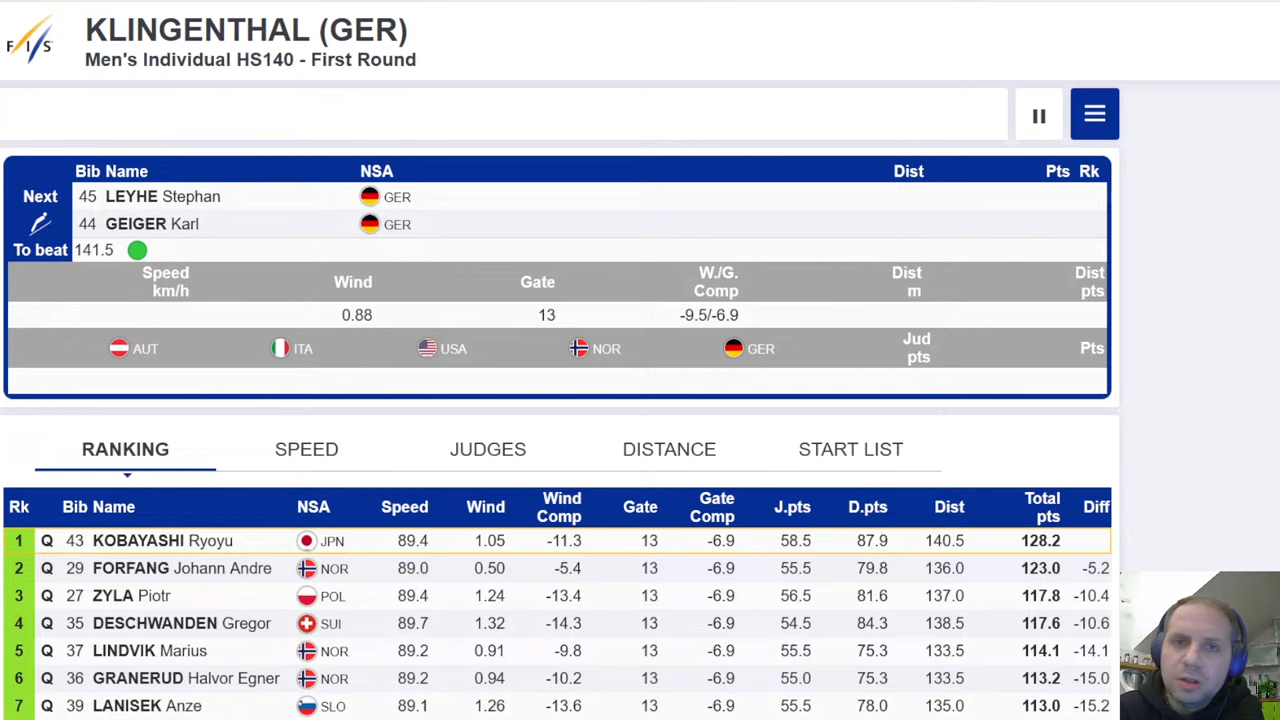 FIS
KLINGENTHAL (GER)
Men's Individual HS140 - First Round
Bib Name NSA Dist Pts Rk
Next 45 LEYHE Stephan GER
44 GEIGER Karl GER
To beat 141.5
Speed km/h Wind Gate W./G. Comp Dist m Dist pts
0.88 13 -9.5/-6.9
AUT ITA USA NOR GER Jud pts Pts
RANKING SPEED JUDGES DISTANCE START LIST
Rk Bib Name NSA Speed Wind Wind Comp Gate Gate Comp J.pts D.pts Dist Total pts Diff
1 Q 43 KOBAYASHI Ryoyu JPN 89.4 1.05 -11.3 13 -6.9 58.5 87.9 140.5 128.2
2 Q 29 FORFANG Johann Andre NOR 89.0 0.50 -5.4 13 -6.9 55.5 79.8 136.0 123.0 -5.2
3 Q 27 ZYLA Piotr POL 89.4 1.24 -13.4 13 -6.9 56.5 81.6 137.0 117.8 -10.4
4 Q 35 DESCHWANDEN Gregor SUI 89.7 1.32 -14.3 13 -6.9 54.5 84.3 138.5 117.6 -10.6
5 Q 37 LINDVIK Marius NOR 89.2 0.91 -9.8 13 -6.9 55.5 75.3 133.5 114.1 -14.1
6 Q 36 GRANERUD Halvor Egner NOR 89.2 0.94 -10.2 13 -6.9 55.0 75.3 133.5 113.2 -15.0
7 Q 39 LANISEK Anze SLO 89.1 1.26 -13.6 13 -6.9 55.5 78.0 135.0 113.0 -15.2